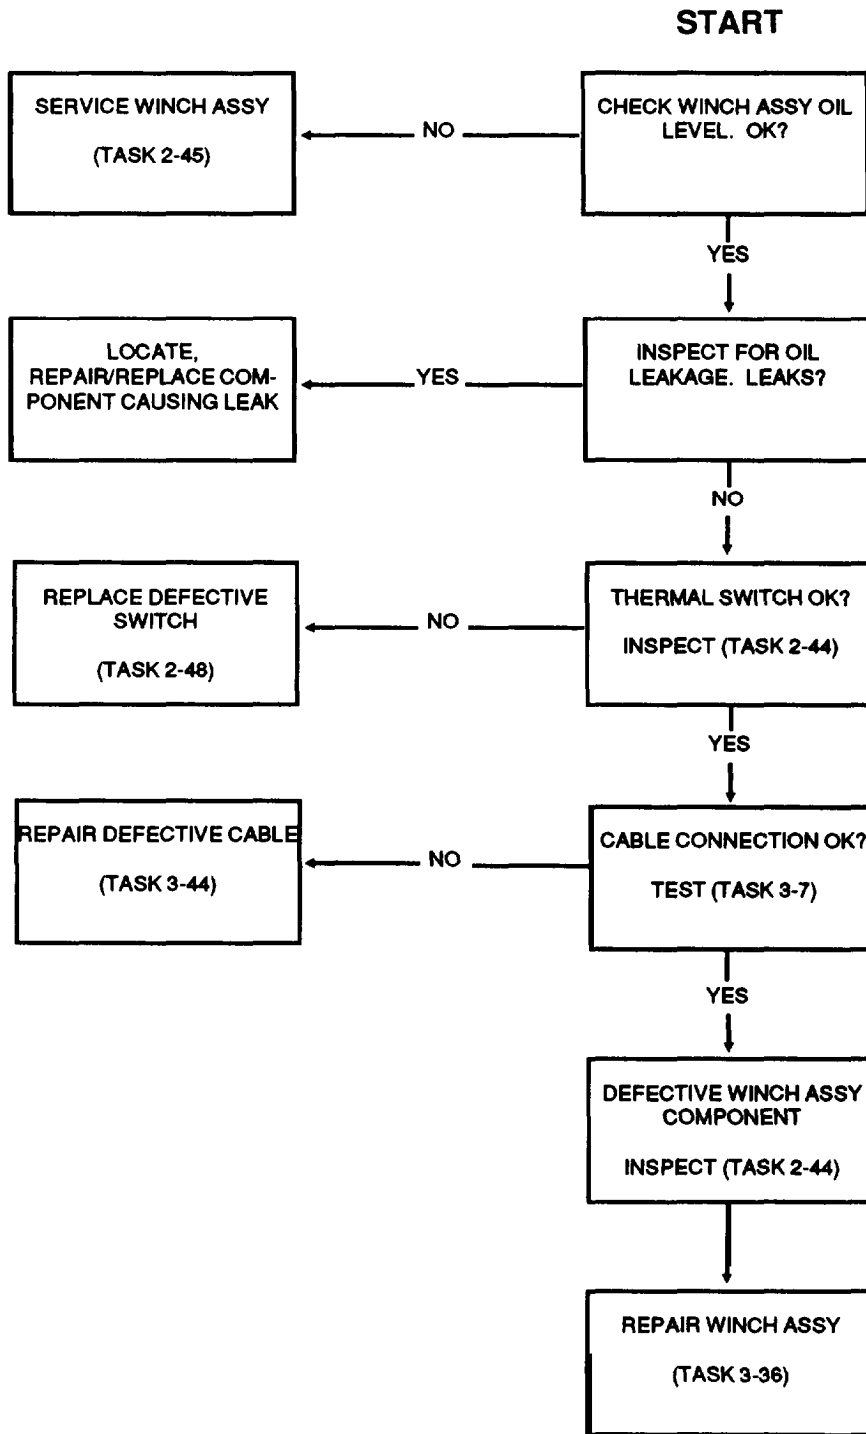 START
SERVICE WINCH ASSY
(TASK 2-45)
NO
CHECK WINCH ASSY OIL
LEVEL. OK?
YES
LOCATE,
REPAIR/REPLACE COM-
PONENT CAUSING LEAK
YES
INSPECT FOR OIL
LEAKAGE. LEAKS?
NO
REPLACE DEFECTIVE
SWITCH
(TASK 2-48)
NO
THERMAL SWITCH OK?
INSPECT (TASK 2-44)
YES
REPAIR DEFECTIVE CABLE
(TASK 3-44)
NO
CABLE CONNECTION OK?
TEST (TASK 3-7)
YES
DEFECTIVE WINCH ASSY
COMPONENT
INSPECT (TASK 2-44)
REPAIR WINCH ASSY
(TASK 3-36)